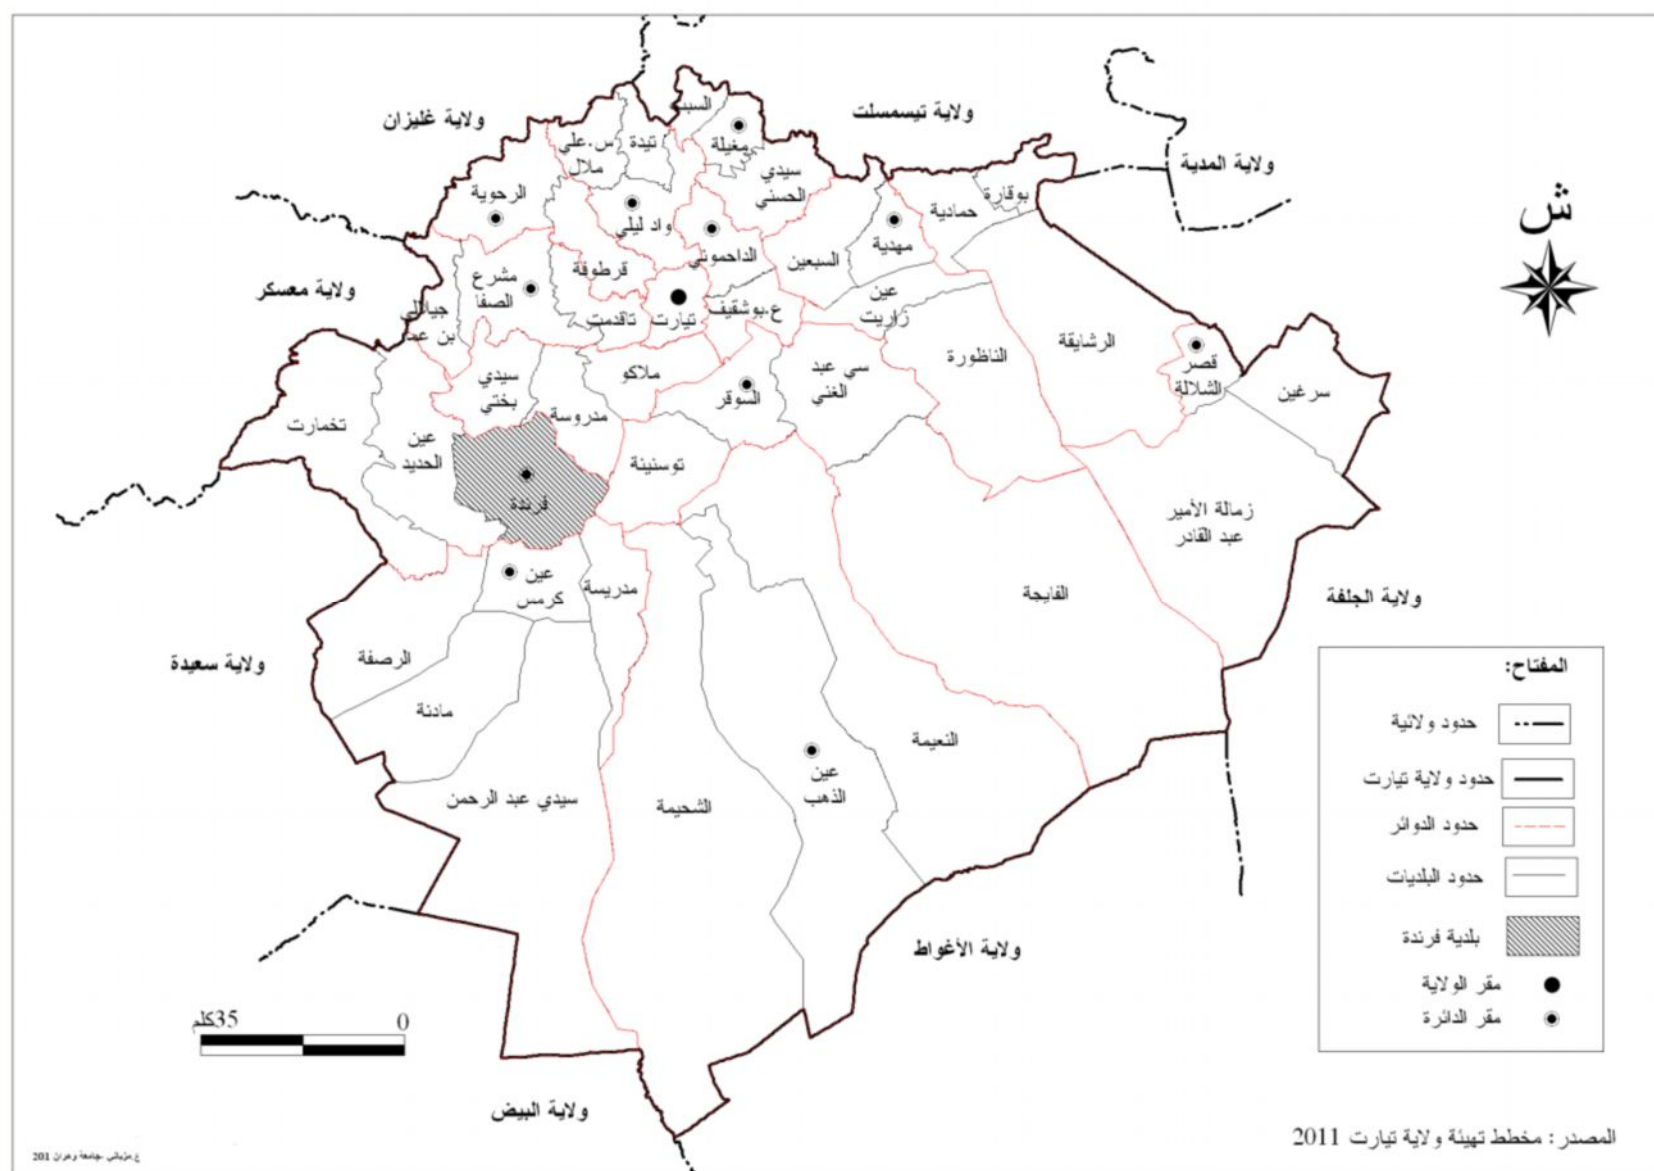 ولاية تيسمسلت
ولاية غليزان
ولاية المدية
ولاية معسكر
ولاية سعيدة
ولاية الجلفة
ولاية الأغواط
ولاية البيض
ش
السبت
مغيلة
تيدة
س.علي
ملال
سيدي
الحسني
الرحوية
واد ليلي
بوقارة
حمادية
مهدية
السبعين
الداحموني
قرطوفة
مشرع
الصفا
جيلالي
بن عمار
تاقدمت
تيارت
ع.بوشقيف
عين
زاريت
الرشايقة
الناظورة
قصر
الشلالة
سرغين
ملاكو
سي عبد
الغني
السوقر
سيدي
بختي
مدروسة
تخمارت
عين
الحديد
توسنينة
فرندة
زمالة الأمير
عبد القادر
عين
كرمس
مدريسة
الفايجة
الرصفة
مادنة
النعيمة
عين
الذهب
سيدي عبد الرحمن
الشحيمة
المفتاح:
حدود ولائية
حدود ولاية تيارت
حدود الدوائر
حدود البلديات
بلدية فرندة
مقر الولاية
مقر الدائرة
35كلم
0
المصدر: مخطط تهيئة ولاية تيارت 2011
جامعة وهران 201